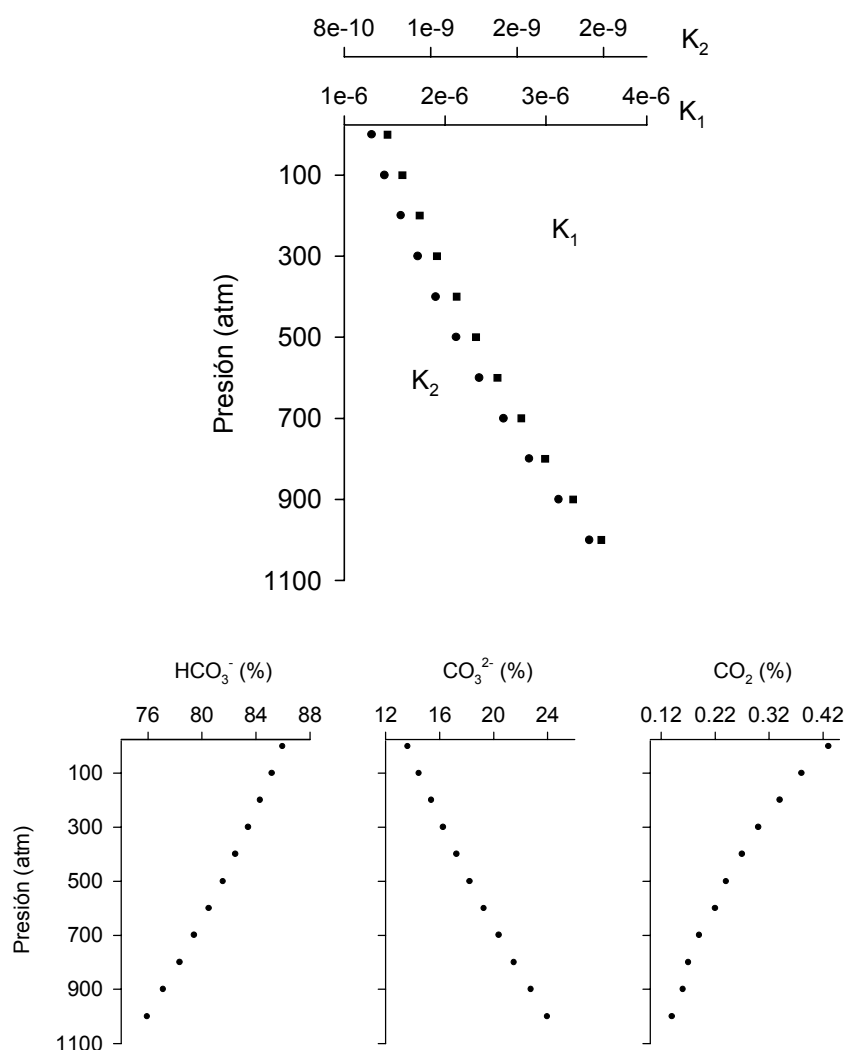 8e-10 1e-9 2e-9 2e-9 K₂
1e-6 2e-6 3e-6 4e-6 K₁
100
K₁
300
Presión (atm)
500
K₂
700
900
1100
HCO₃⁻ (%) CO₃²⁻ (%) CO₂ (%)
76 80 84 88 12 16 20 24 0.12 0.22 0.32 0.42
100
300
Presión (atm)
500
700
900
1100